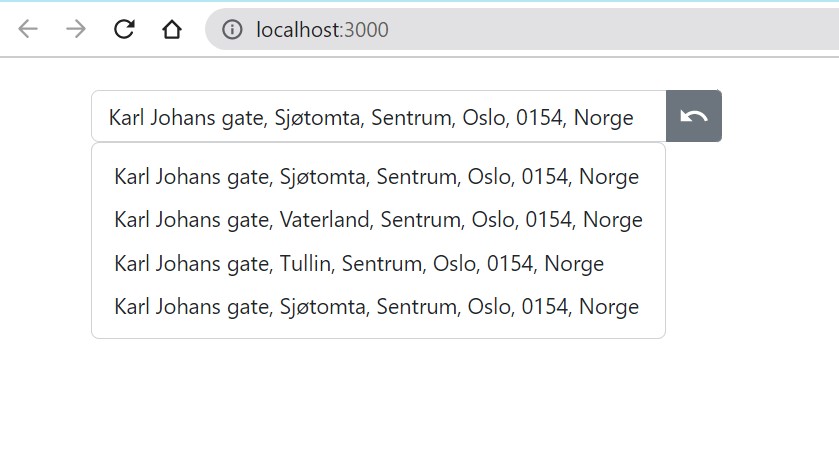 localhost:3000
Karl Johans gate, Sjøtomta, Sentrum, Oslo, 0154, Norge
Karl Johans gate, Sjøtomta, Sentrum, Oslo, 0154, Norge
Karl Johans gate, Vaterland, Sentrum, Oslo, 0154, Norge
Karl Johans gate, Tullin, Sentrum, Oslo, 0154, Norge
Karl Johans gate, Sjøtomta, Sentrum, Oslo, 0154, Norge